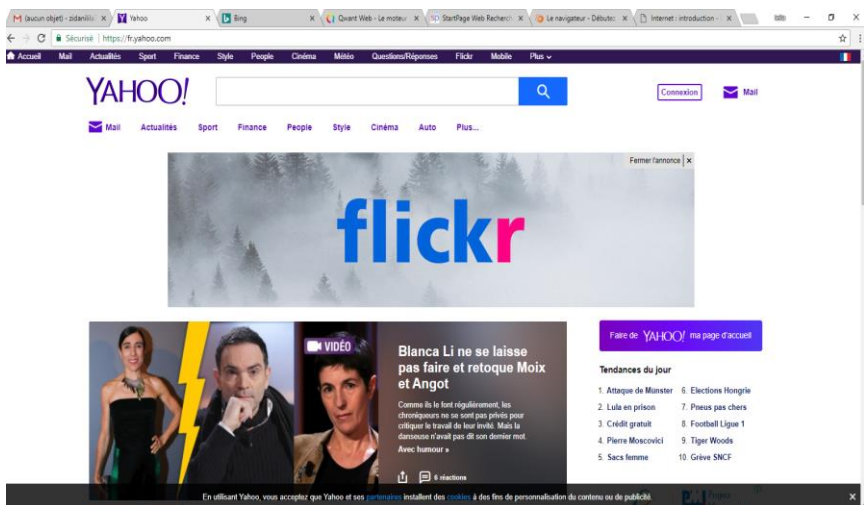 M (aucun objet) - zidanilila
Yahoo
Bing
Qwant Web - Le moteur
StartPage Web Recherch
Le navigateur - Débutez
Internet : introduction -
Sécurisé | https://fr.yahoo.com
Accueil Mail Actualités Sport Finance Style People Cinéma Météo Questions/Réponses Flickr Mobile Plus
YAHOO!
Connexion
Mail
Mail Actualités Sport Finance People Style Cinéma Auto Plus...
Fermer l'annonce | x
flickr
VIDÉO
Blanca Li ne se laisse
pas faire et retoque Moix
et Angot
Comme ils le font régulièrement, les
chroniqueurs ne se sont pas privés pour
critiquer le travail de leur invité. Mais la
danseuse n'avait pas dit son dernier mot.
Avec humour »
6 réactions
Faire de YAHOO! ma page d'accueil
Tendances du jour
1. Attaque de Münster
2. Lula en prison
3. Crédit gratuit
4. Pierre Moscovici
5. Sacs femme
6. Elections Hongrie
7. Pneus pas chers
8. Football Ligue 1
9. Tiger Woods
10. Grève SNCF
En utilisant Yahoo, vous acceptez que Yahoo et ses partenaires installent des cookies à des fins de personnalisation du contenu ou de publicité.